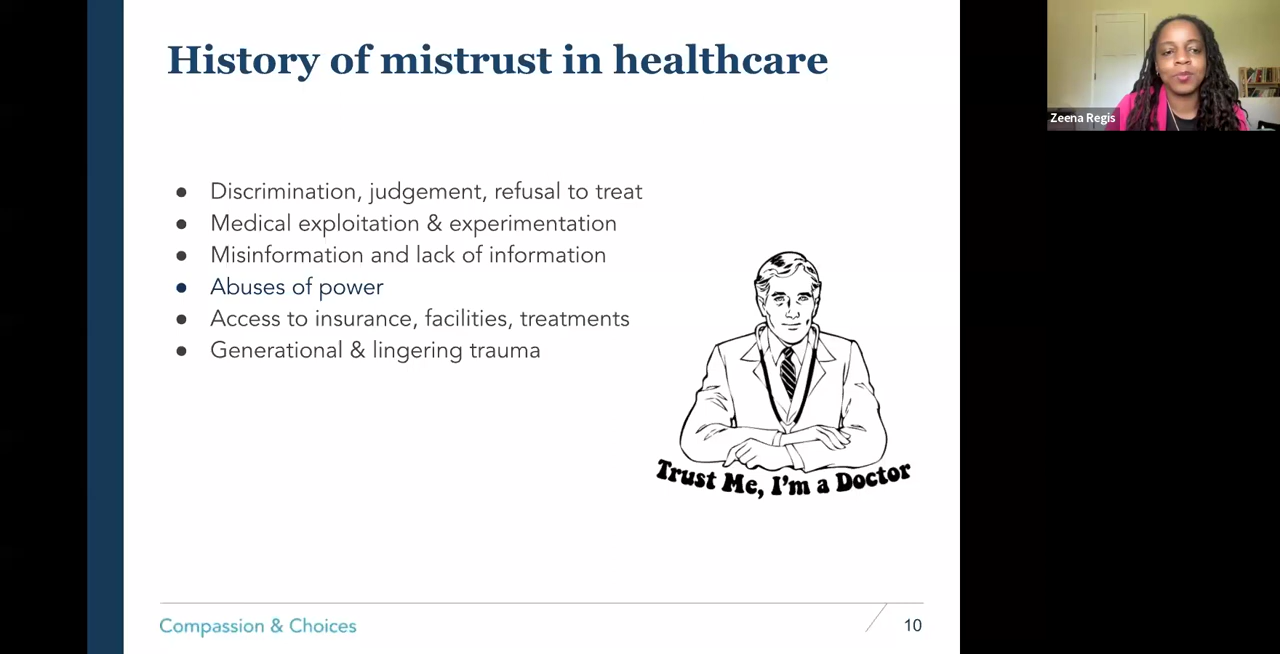 History of mistrust in healthcare
Zeena Regis
● Discrimination, judgement, refusal to treat
● Medical exploitation & experimentation
● Misinformation and lack of information
● Abuses of power
● Access to insurance, facilities, treatments
● Generational & lingering trauma
Trust Me, I'm a Doctor
Compassion & Choices
10